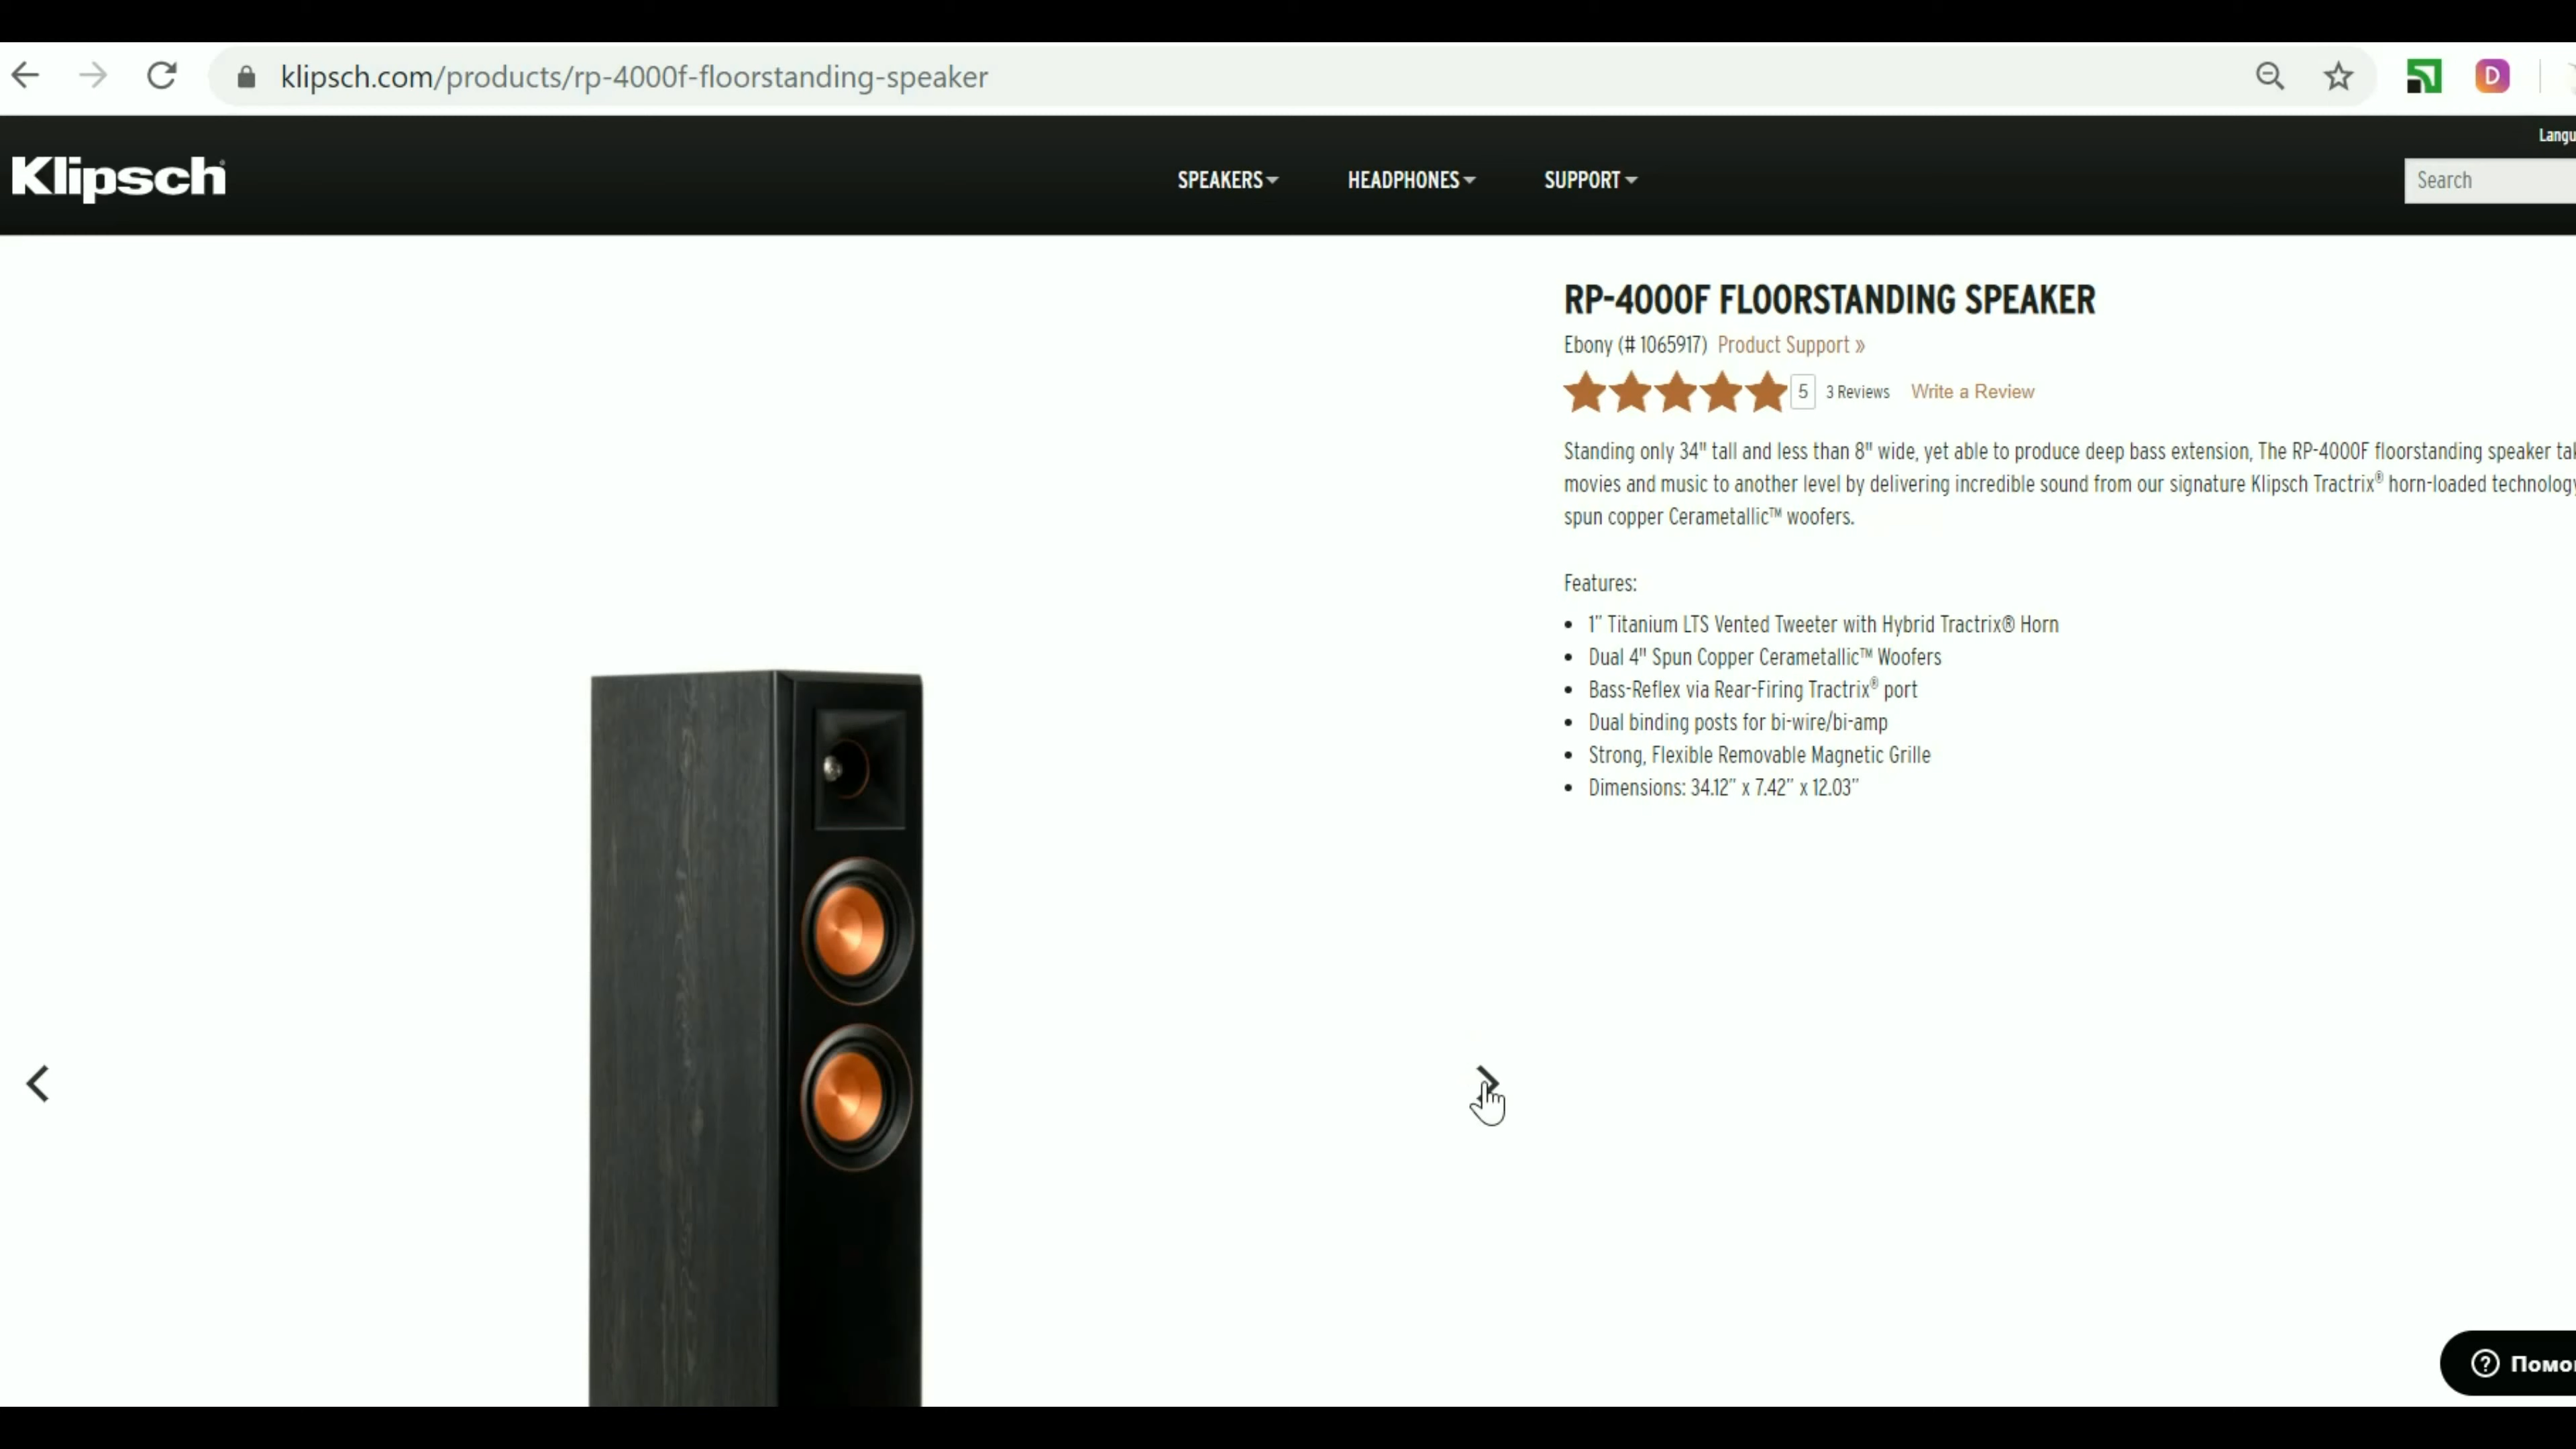 klipsch.com/products/rp-4000f-floorstanding-speaker
D
Klipsch
SPEAKERS
HEADPHONES
SUPPORT
Search
RP-4000F FLOORSTANDING SPEAKER
Ebony (# 1065917) Product Support »
5 3 Reviews Write a Review
Standing only 34" tall and less than 8" wide, yet able to produce deep bass extension, The RP-4000F floorstanding speaker
movies and music to another level by delivering incredible sound from our signature Klipsch Tractrix® horn-loaded technology
spun copper Cerametallic™ woofers.
Features:
• 1” Titanium LTS Vented Tweeter with Hybrid Tractrix® Horn
• Dual 4" Spun Copper Cerametallic™ Woofers
• Bass-Reflex via Rear-Firing Tractrix® port
• Dual binding posts for bi-wire/bi-amp
• Strong, Flexible Removable Magnetic Grille
• Dimensions: 34.12” x 7.42” x 12.03”